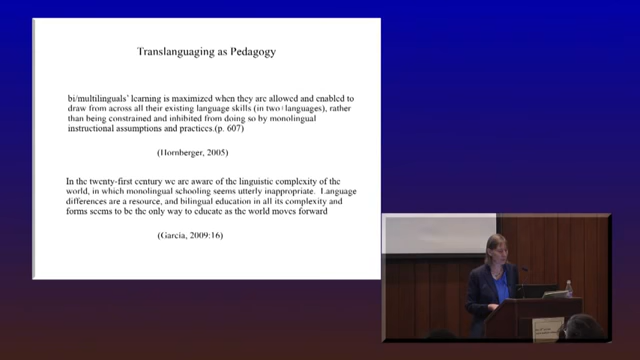 Translanguaging as Pedagogy
bi/multilinguals' learning is maximized when they are allowed and enabled to
draw from across all their existing language skills (in two+ languages), rather
than being constrained and inhibited from doing so by monolingual
instructional assumptions and practices.(p. 607)
(Hornberger, 2005)
In the twenty-first century we are aware of the linguistic complexity of the
world, in which monolingual schooling seems utterly inappropriate. Language
differences are a resource, and bilingual education in all its complexity and
forms seems to be the only way to educate as the world moves forward
(Garcia, 2009:16)